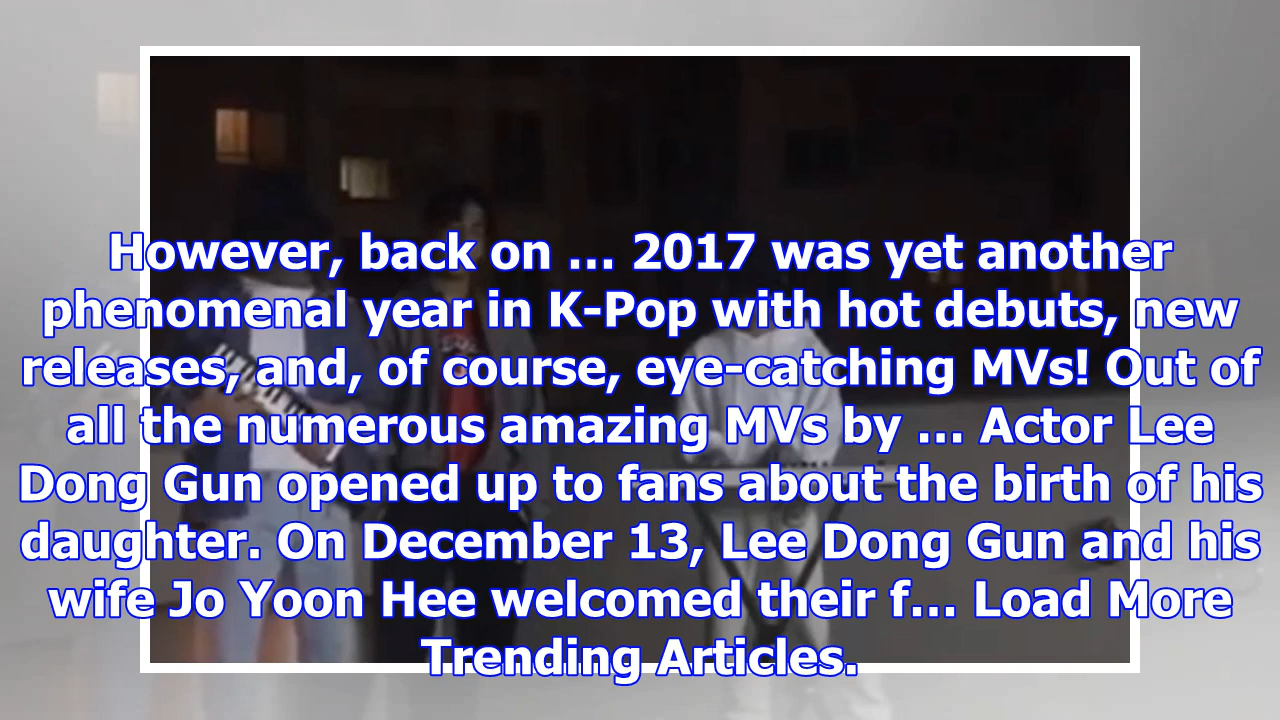 However, back on ... 2017 was yet another
phenomenal year in K-Pop with hot debuts, new
releases, and, of course, eye-catching MVs! Out of
all the numerous amazing MVs by ... Actor Lee
Dong Gun opened up to fans about the birth of his
daughter. On December 13, Lee Dong Gun and his
wife Jo Yoon Hee welcomed their f... Load More
Trending Articles.